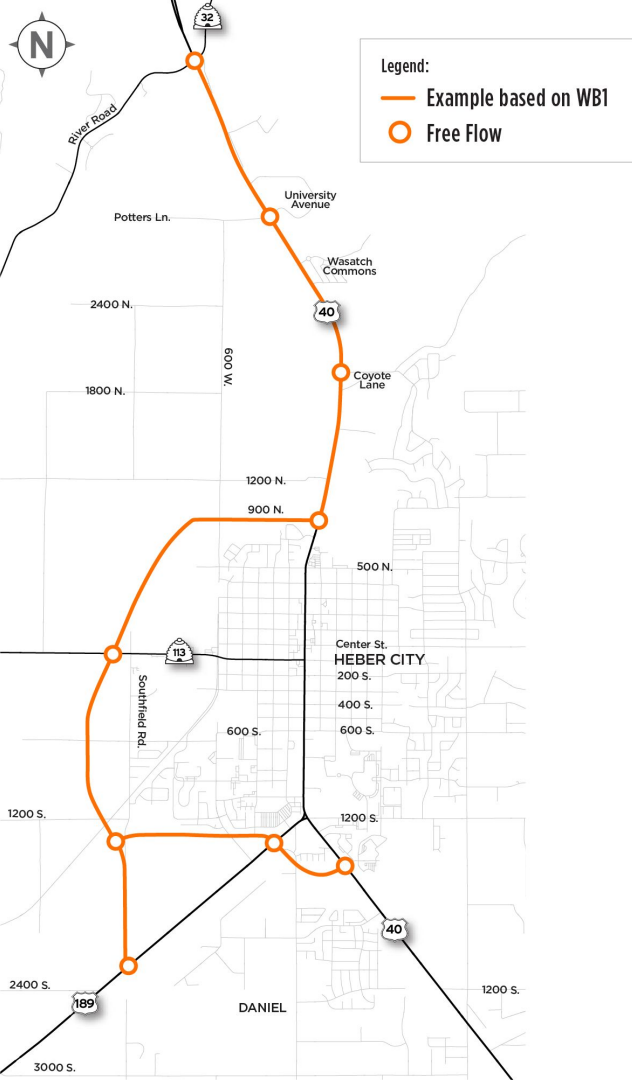 32
N
Legend:
Example based on WB1
Free Flow
River Road
University
Avenue
Potters Ln.
Wasatch
Commons
2400 N.
40
600 W.
Coyote
Lane
1800 N.
1200 N.
900 N.
500 N.
113
Center St.
HEBER CITY
200 S.
Southfield Rd.
400 S.
600 S.
600 S.
1200 S.
1200 S.
40
2400 S.
189
1200 S.
DANIEL
3000 S.